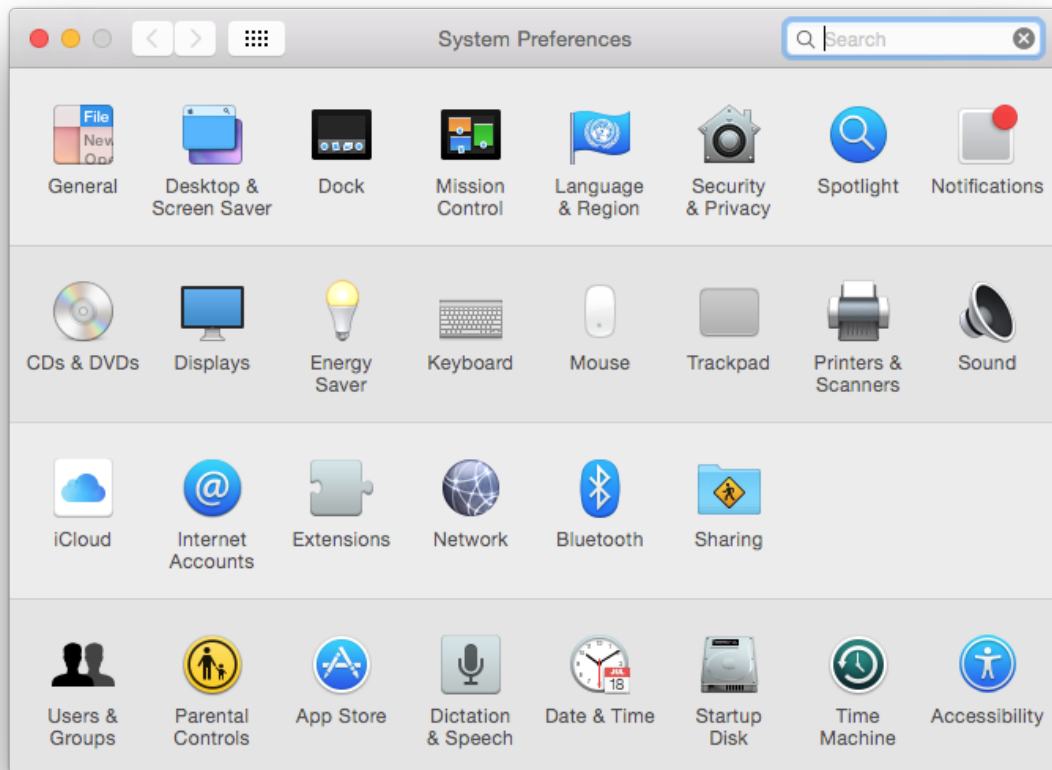 System Preferences
Search
File
New
Ope
General
Desktop &
Screen Saver
Dock
Mission
Control
Language
& Region
Security
& Privacy
Spotlight
Notifications
CDs & DVDs
Displays
Energy
Saver
Keyboard
Mouse
Trackpad
Printers &
Scanners
Sound
iCloud
@
Internet
Accounts
Extensions
Network
Bluetooth
Sharing
Users &
Groups
Parental
Controls
App Store
Dictation
& Speech
JUL
18
Date & Time
Startup
Disk
Time
Machine
Accessibility